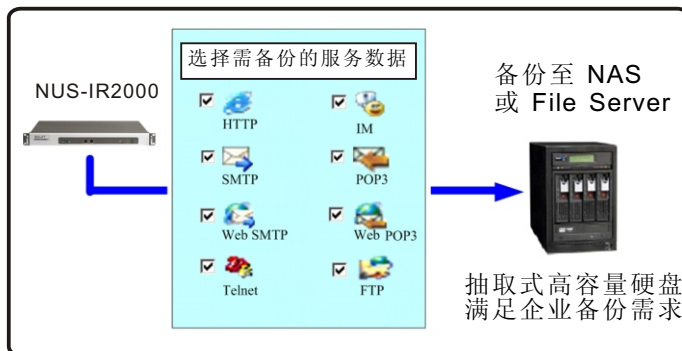 选择需备份的服务数据
NUS-IR2000
HTTP
IM
SMTP
POP3
Web SMTP
Web POP3
Telnet
FTP
备份至 NAS
或 File Server
抽取式高容量硬盘
满足企业备份需求